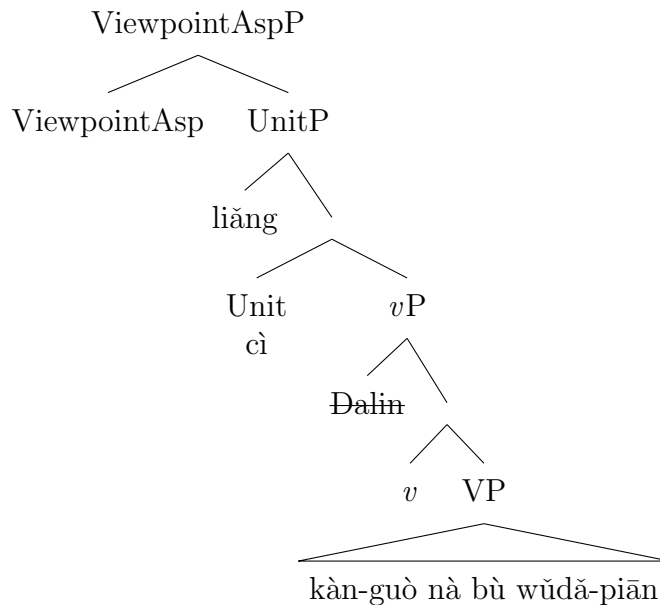 ViewpointAspP
ViewpointAsp UnitP
liǎng
Unit vP
cì
Dalin
v VP
kàn-guò nà bù wǔdǎ-piān